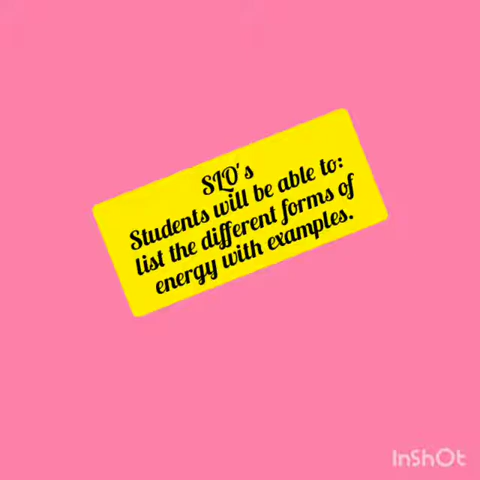 SLO's
Students will be able to:
list the different forms of
energy with examples.
InShOt